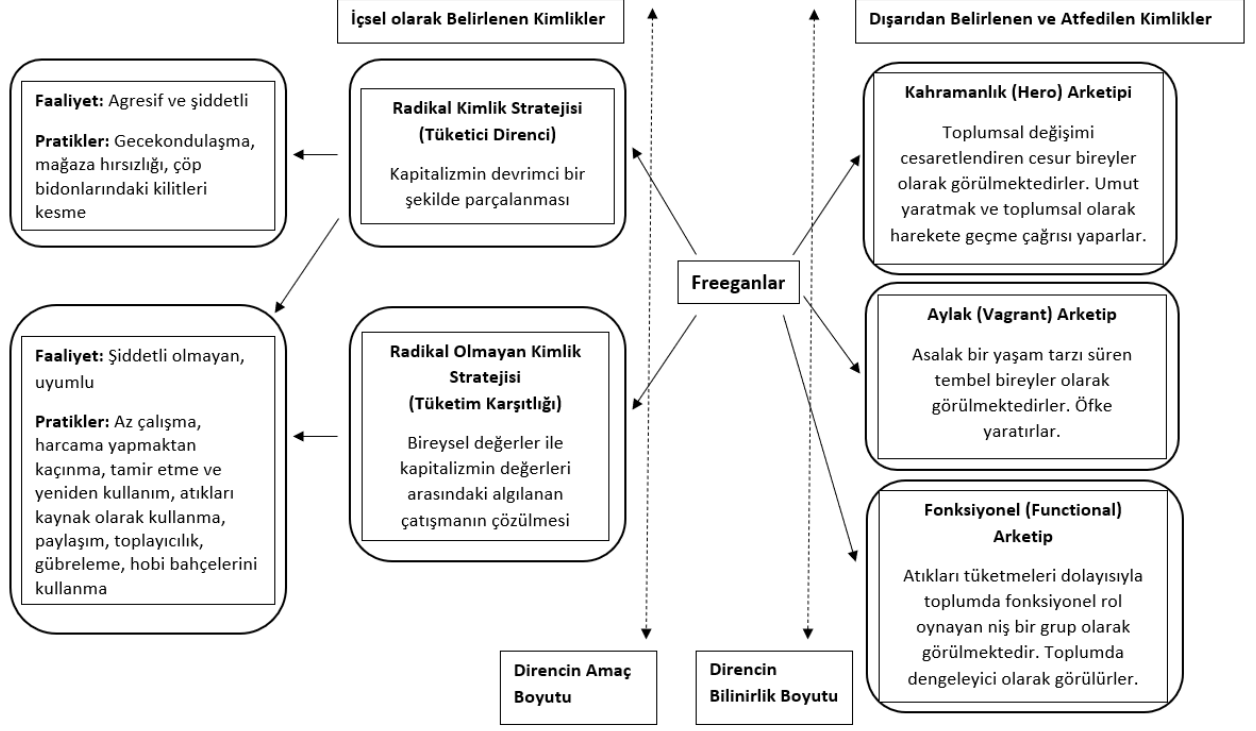 İçsel olarak Belirlenen Kimlikler
Dışarıdan Belirlenen ve Atfedilen Kimlikler
Faaliyet: Agresif ve şiddetli
Pratikler: Gecekondulaşma,
mağaza hırsızlığı, çöp
bidonlarındaki kilitleri
kesme
Radikal Kimlik Stratejisi
(Tüketici Direnci)
Kapitalizmin devrimci bir
şekilde parçalanması
Kahramanlık (Hero) Arketipi
Toplumsal değişimi
cesaretlendiren cesur bireyler
olarak görülmektedirler. Umut
yaratmak ve toplumsal olarak
harekete geçme çağrısı yaparlar.
Freeganlar
Faaliyet: Şiddetli olmayan,
uyumlu
Pratikler: Az çalışma,
harcama yapmaktan
kaçınma, tamir etme ve
yeniden kullanım, atıkları
kaynak olarak kullanma,
paylaşım, toplayıcılık,
gübreleme, hobi bahçelerini
kullanma
Radikal Olmayan Kimlik
Stratejisi
(Tüketim Karşıtlığı)
Bireysel değerler ile
kapitalizmin değerleri
arasındaki algılanan
çatışmanın çözülmesi
Aylak (Vagrant) Arketip
Asalak bir yaşam tarzı süren
tembel bireyler olarak
görülmektedirler. Öfke
yaratırlar.
Fonksiyonel (Functional)
Arketip
Atıkları tüketmeleri dolayısıyla
toplumda fonksiyonel rol
oynayan niş bir grup olarak
görülmektedir. Toplumda
dengeleyici olarak görülürler.
Direncin Amaç
Boyutu
Direncin
Bilinirlik Boyutu